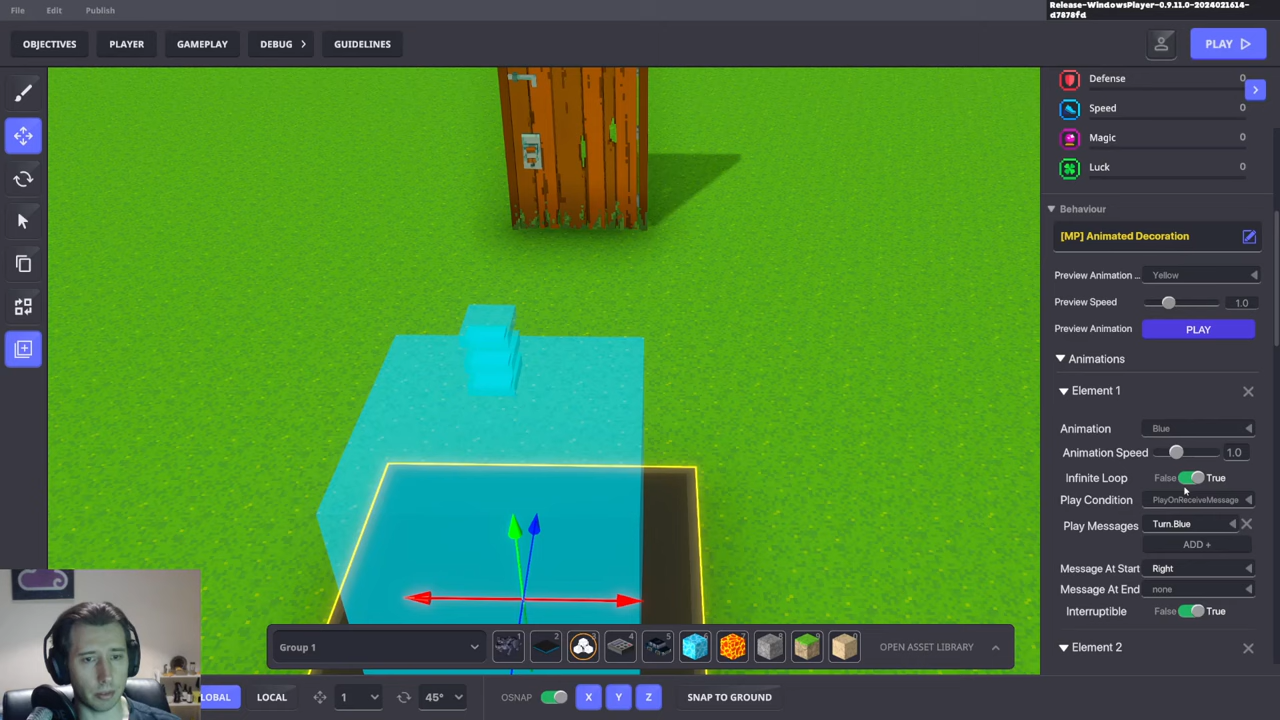 File Edit Publish
Release-WindowsPlayer-0.9.11.0-2024021614-
d7878fd
OBJECTIVES PLAYER GAMEPLAY DEBUG GUIDELINES PLAY
Defense 0
Speed 0
Magic 0
Luck 0
Behaviour
[MP] Animated Decoration
Preview Animation ... Yellow
Preview Speed 1.0
Preview Animation PLAY
Animations
Element 1
Animation Blue
Animation Speed 1.0
Infinite Loop False True
Play Condition PlayOnReceiveMessage
Play Messages Turn.Blue
ADD +
Message At Start Right
Message At End none
Interruptible False True
Element 2
Group 1 2 4 OPEN ASSET LIBRARY
LOBAL LOCAL 1 45° OSNAP X Y Z SNAP TO GROUND